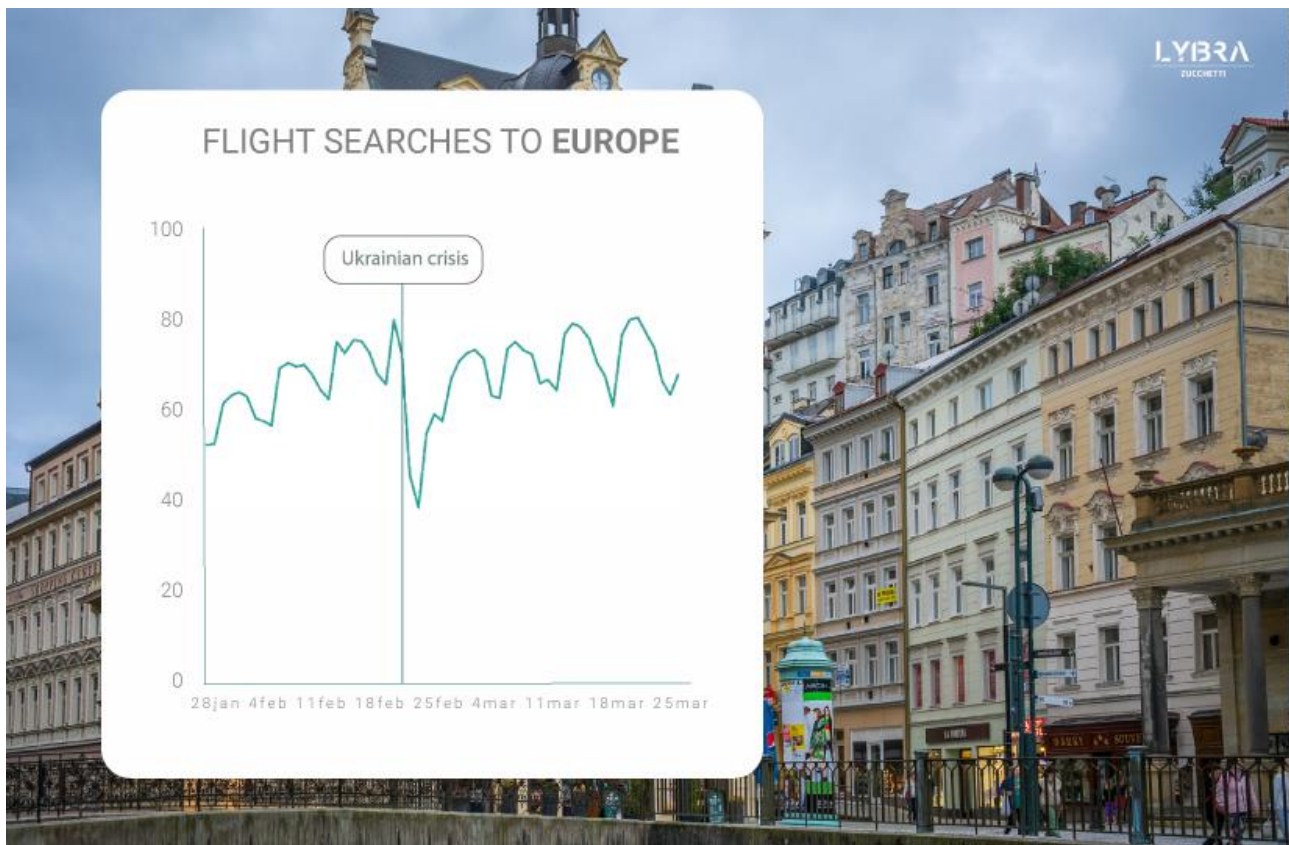 LYBRA
ZUCCHETTI
FLIGHT SEARCHES TO EUROPE
100
Ukrainian crisis
80
60
40
20
0
28jan 4feb 11feb 18feb 25feb 4mar 11mar 18mar 25mar